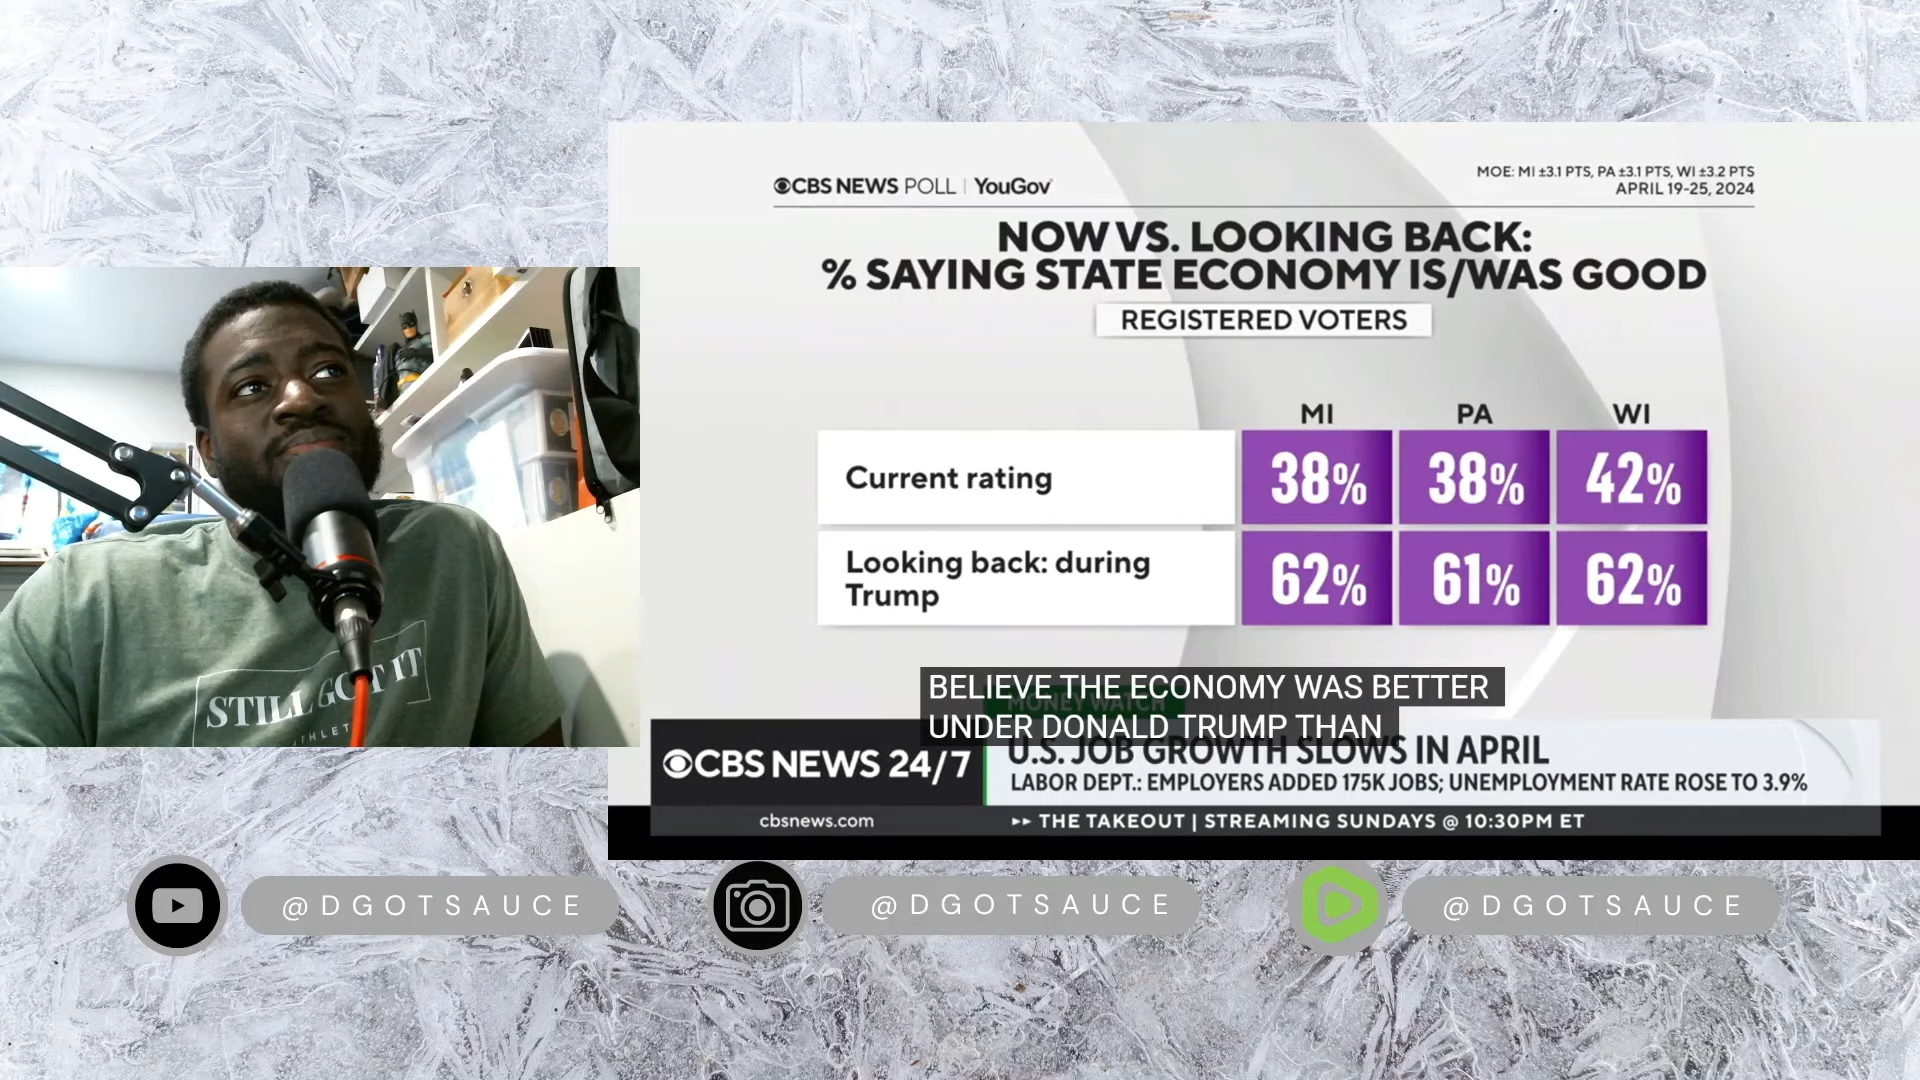 CBS NEWS POLL | YouGov
MOE: MI ±3.1 PTS, PA ±3.1 PTS, WI ±3.2 PTS
APRIL 19-25, 2024
NOW VS. LOOKING BACK:
% SAYING STATE ECONOMY IS/WAS GOOD
REGISTERED VOTERS
MI PA WI
Current rating 38% 38% 42%
Looking back: during
Trump 62% 61% 62%
STILL GOT IT
THLET
MONEYWATCH
BELIEVE THE ECONOMY WAS BETTER
UNDER DONALD TRUMP THAN
CBS NEWS 24/7
U.S. JOB GROWTH SLOWS IN APRIL
LABOR DEPT.: EMPLOYERS ADDED 175K JOBS; UNEMPLOYMENT RATE ROSE TO 3.9%
cbsnews.com
THE TAKEOUT | STREAMING SUNDAYS @ 10:30PM ET
@DGOTSAUCE
@DGOTSAUCE
@DGOTSAUCE